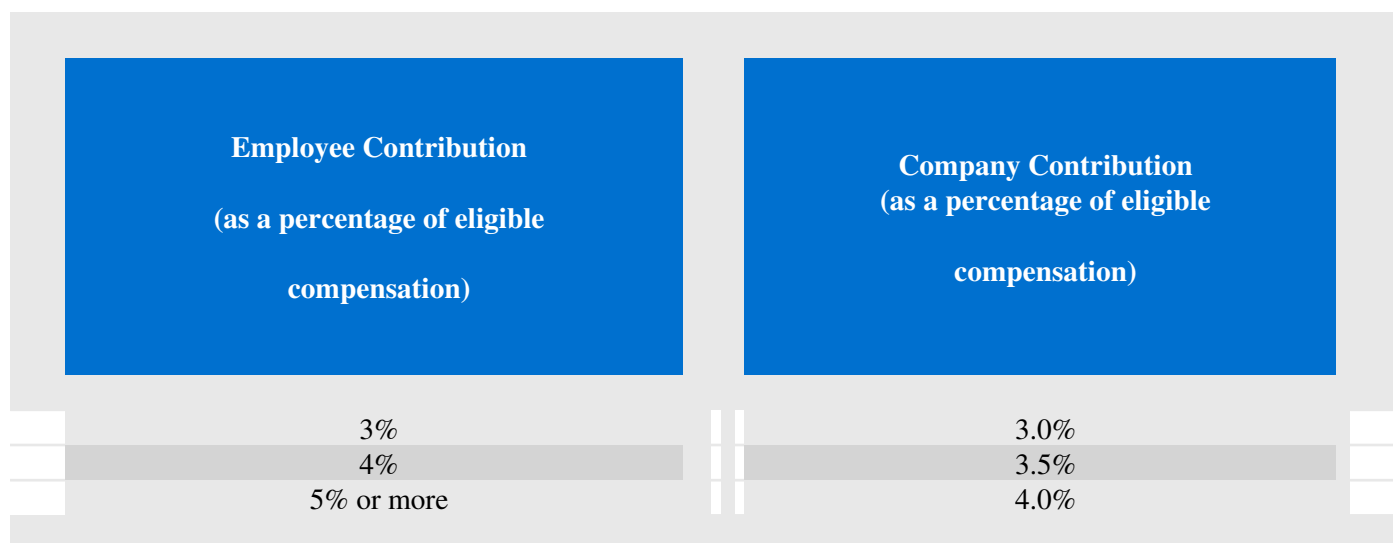 Employee Contribution
(as a percentage of eligible
compensation)
Company Contribution
(as a percentage of eligible
compensation)
3% 3.0%
4% 3.5%
5% or more 4.0%